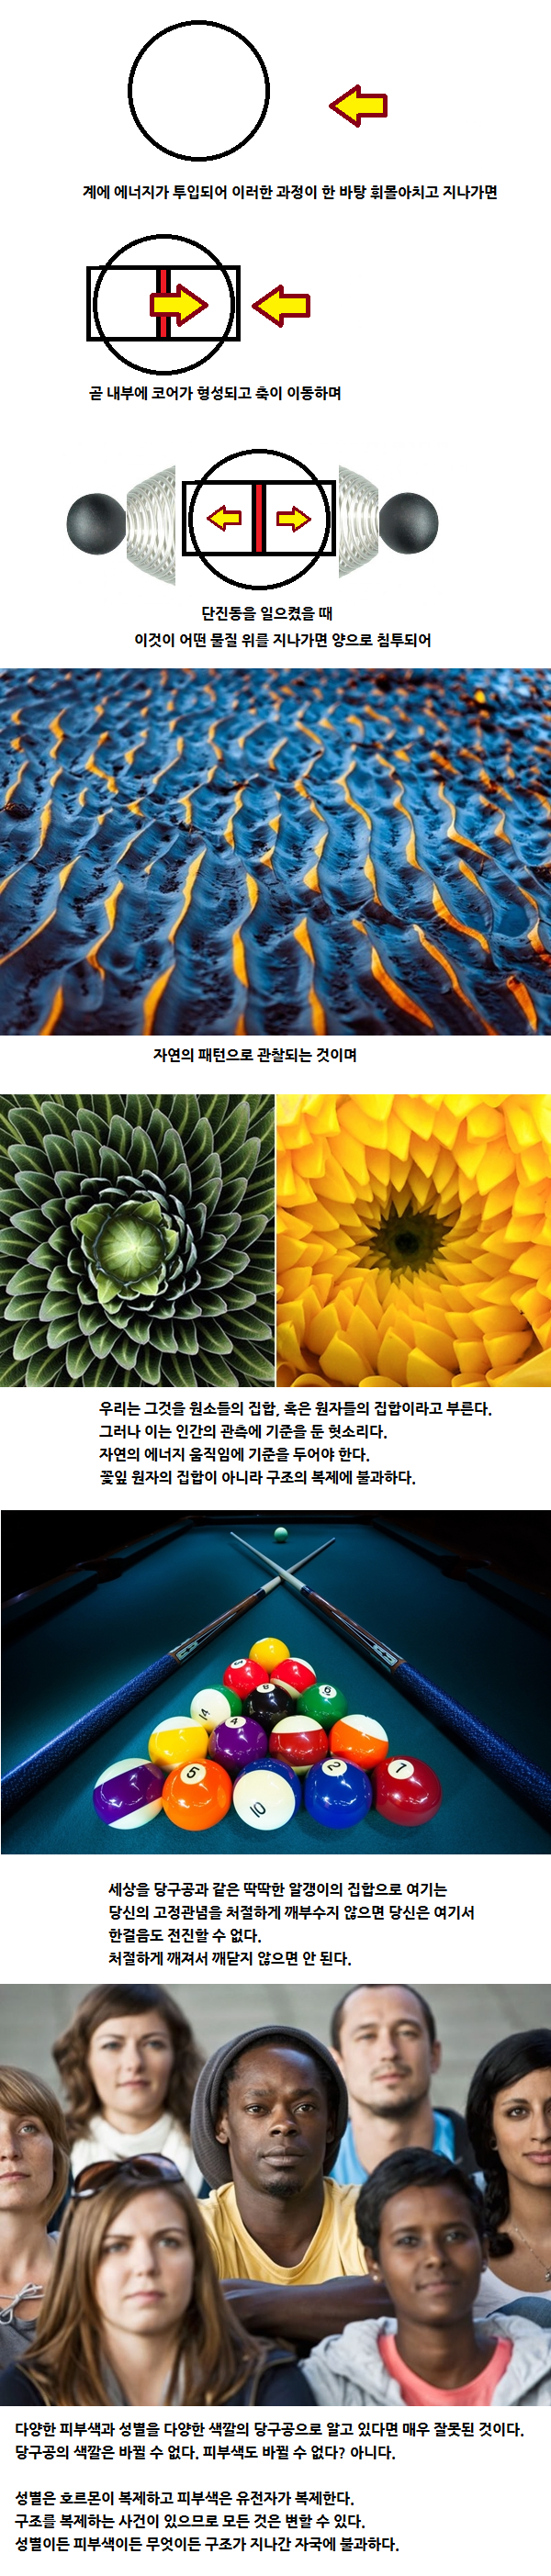 계에 에너지가 투입되어 이러한 과정이 한 바탕 휘몰아치고 지나가면
곧 내부에 코어가 형성되고 축이 이동하며
단진동을 일으켰을 때
이것이 어떤 물질 위를 지나가면 양으로 침투되어
자연의 패턴으로 관찰되는 것이며
우리는 그것을 원소들의 집합, 혹은 원자들의 집합이라고 부른다.
그러나 이는 인간의 관측에 기준을 둔 헛소리다.
자연의 에너지 움직임에 기준을 두어야 한다.
꽃잎 원자의 집합이 아니라 구조의 복제에 불과하다.
14
8
6
4
5
10
2
1
세상을 당구공과 같은 딱딱한 알갱이의 집합으로 여기는
당신의 고정관념을 처절하게 깨부수지 않으면 당신은 여기서
한걸음도 전진할 수 없다.
처절하게 깨져서 깨닫지 않으면 안 된다.
다양한 피부색과 성별을 다양한 색깔의 당구공으로 알고 있다면 매우 잘못된 것이다.
당구공의 색깔은 바뀔 수 없다. 피부색도 바뀔 수 없다? 아니다.
성별은 호르몬이 복제하고 피부색은 유전자가 복제한다.
구조를 복제하는 사건이 있으므로 모든 것은 변할 수 있다.
성별이든 피부색이든 무엇이든 구조가 지나간 자국에 불과하다.